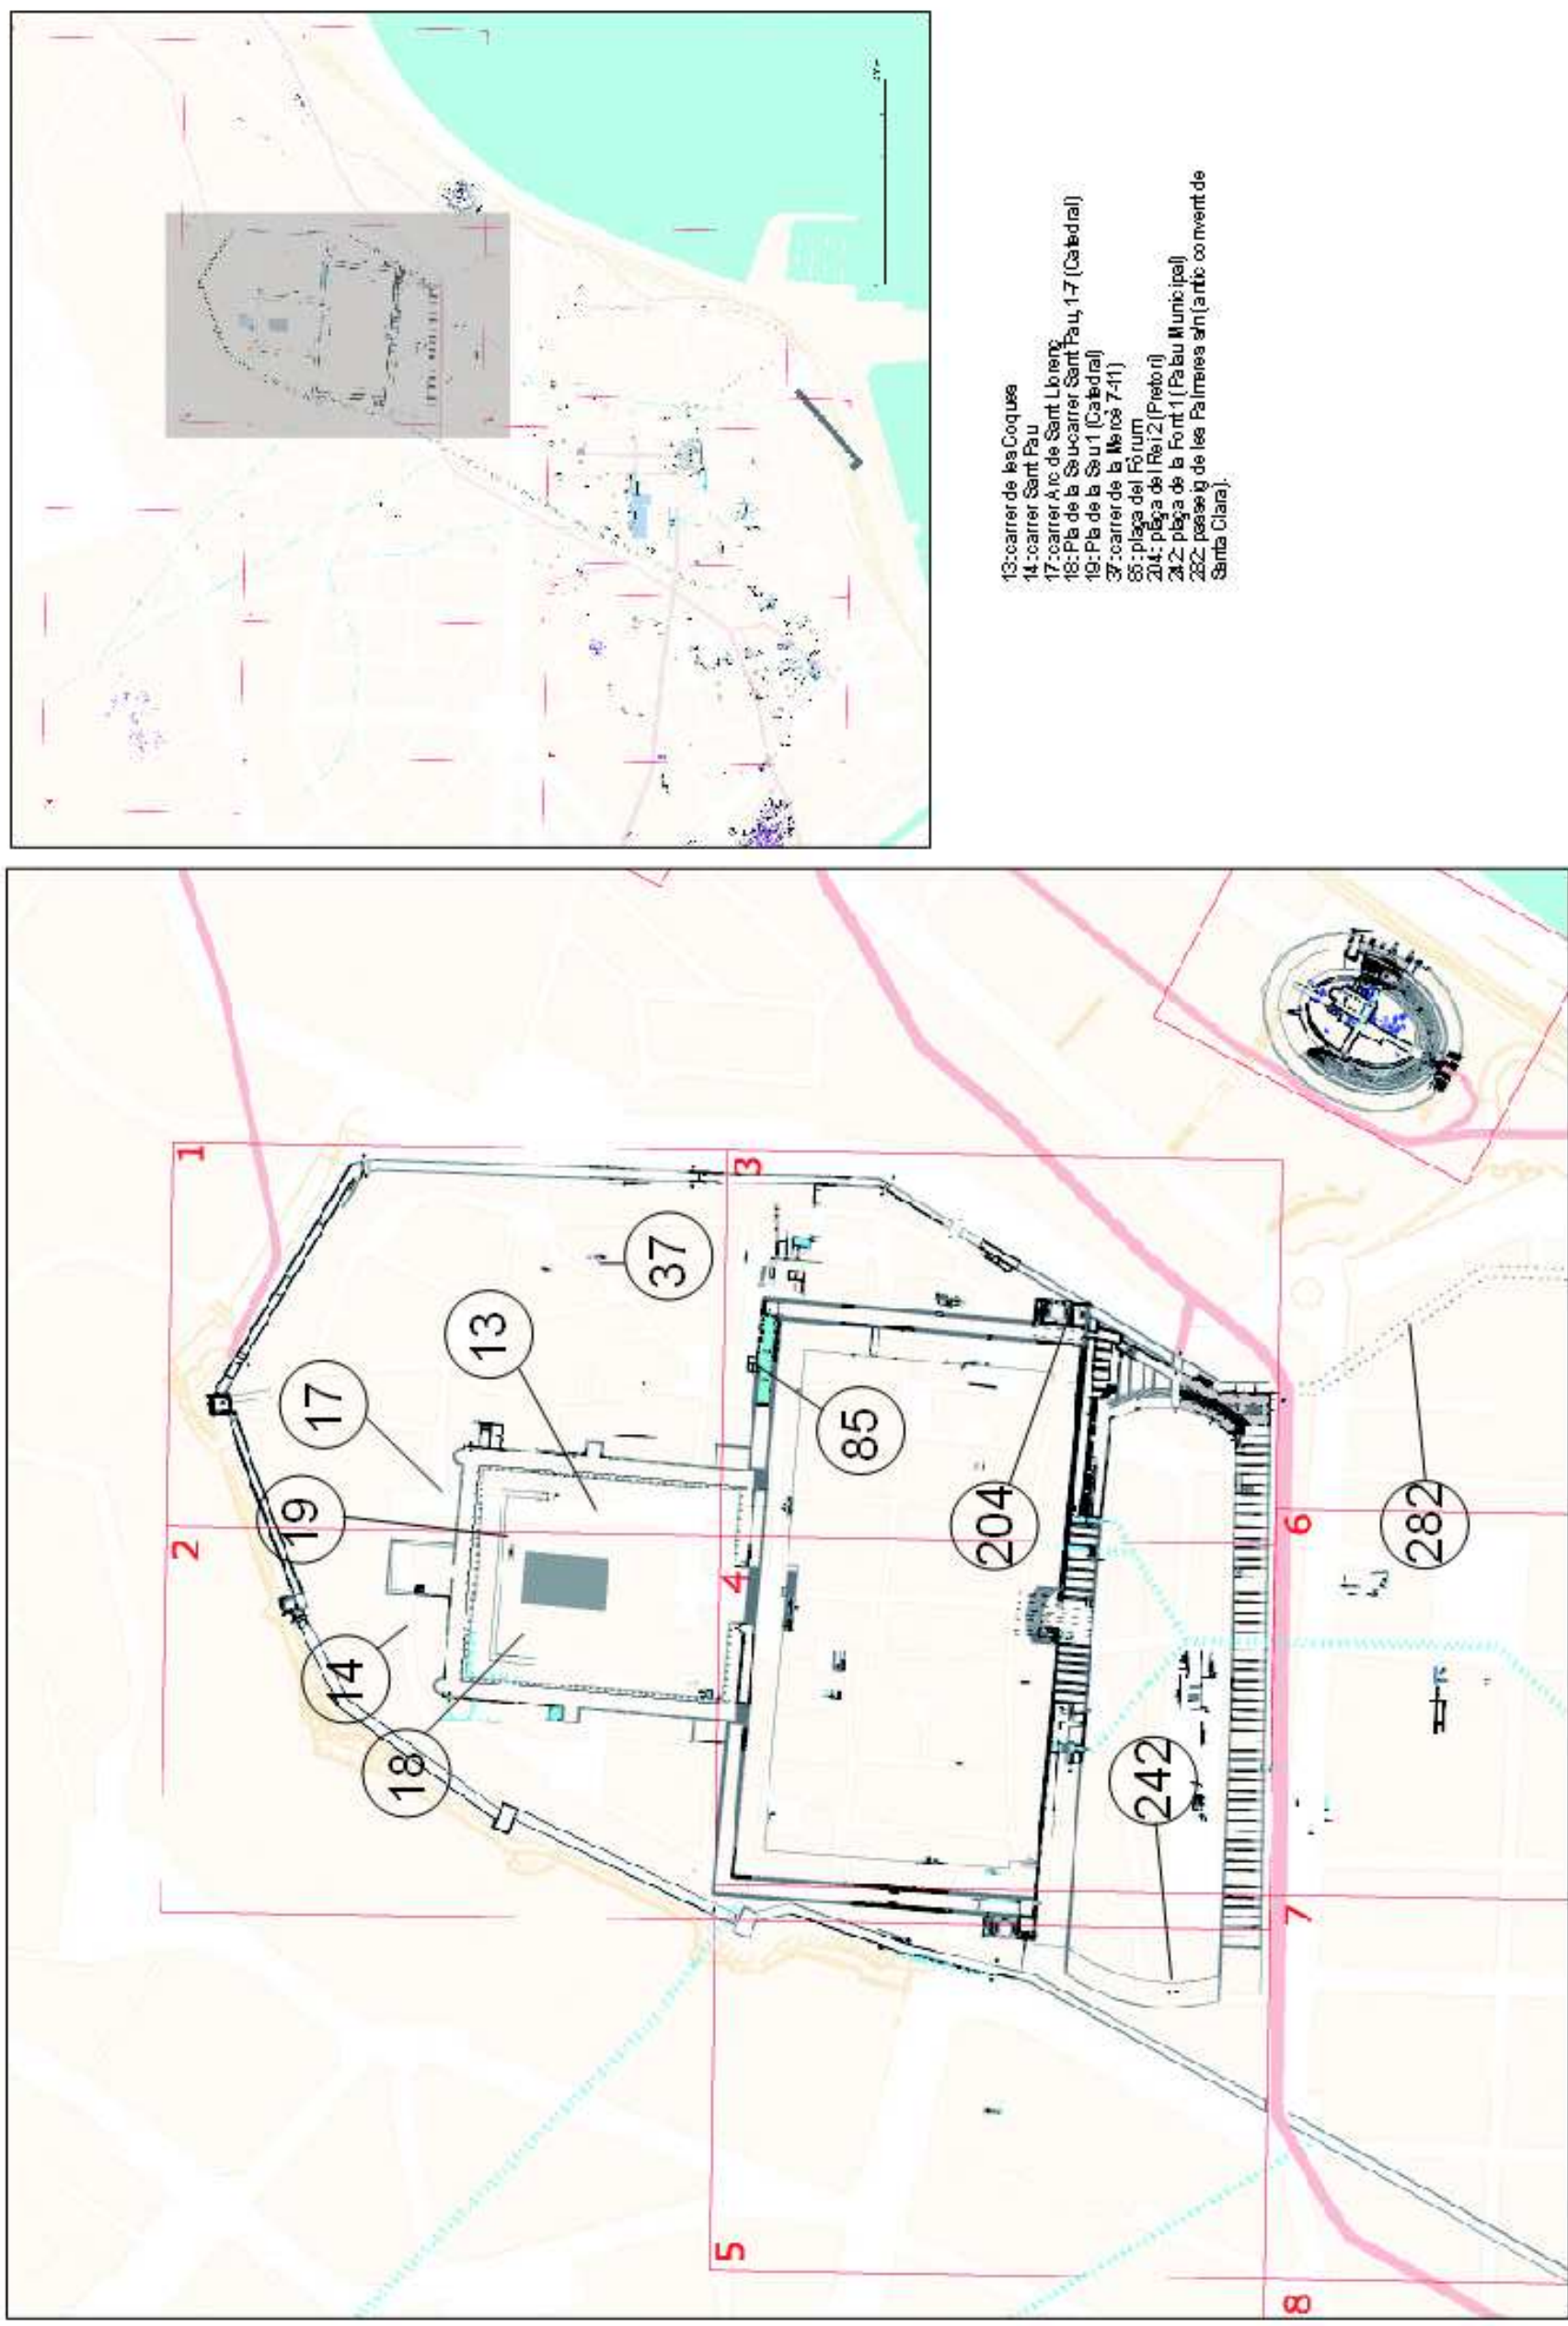 13: carrer de les Coques
14: carrer Sant Pau
17: carrer Arc de Sant Llorenç
18: Pla de la Seu-carrer Sant Pau, 1-7 (Catedral)
19: Pla de la Seu 1 (Catedral)
37: carrer de la Mercè 7-11)
85: plaça del Fòrum
204: plaça del Rei 2 (Pretori)
242: plaça de la Font 1 (Palau Municipal)
282: passeig de les Palmeres s/n (antic convent de
Santa Clara).
1
2
3
4
5
6
7
8
17
19
14
18
13
37
85
204
242
282